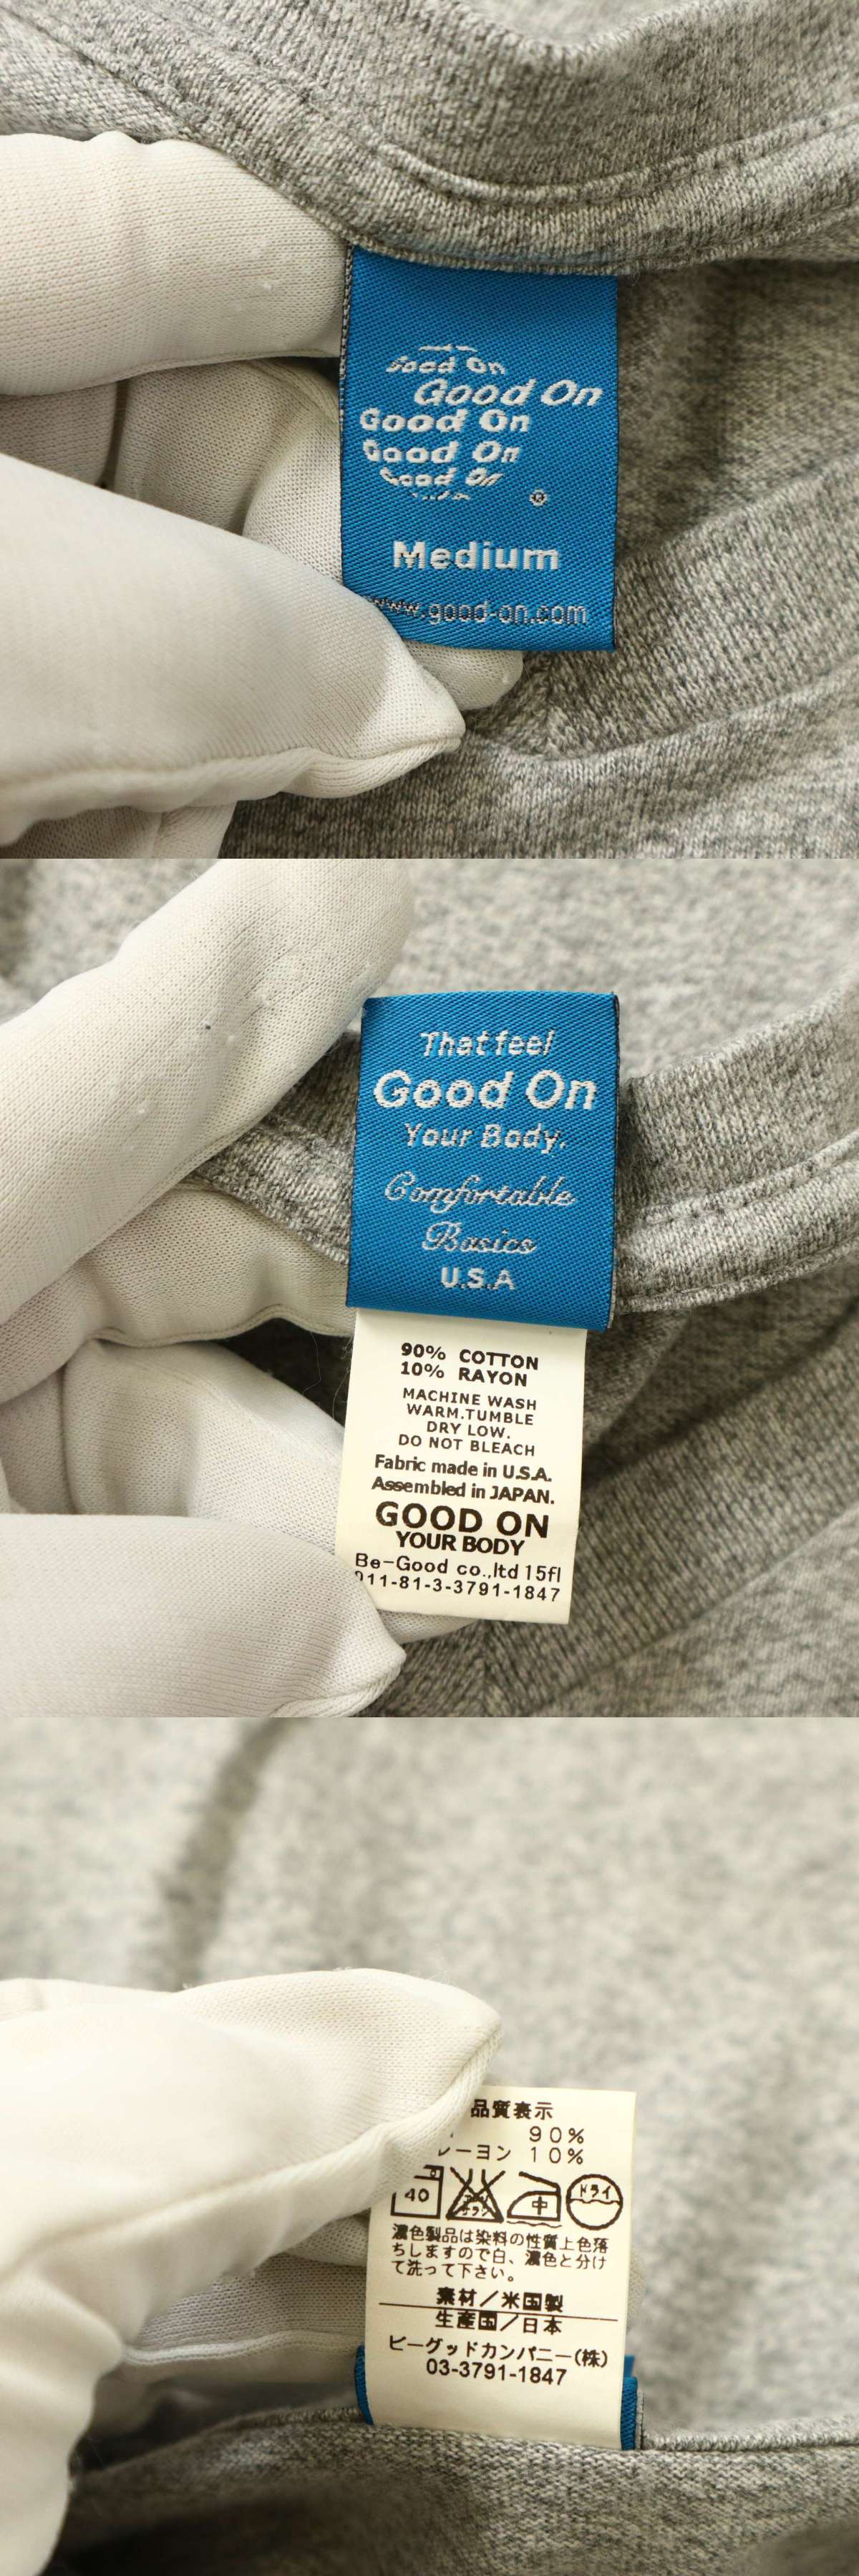 Good On
Good On
Good On
Good On
Good On
®
Medium
www.good-on.com
That feel
Good On
Your Body.
Comfortable
Basics
U.S.A
90% COTTON
10% RAYON
MACHINE WASH
WARM.TUMBLE
DRY LOW.
DO NOT BLEACH
Fabric made in U.S.A.
Assembled in JAPAN.
GOOD ON
YOUR BODY
Be-Good co.,ltd 15fl
011-81-3-3791-1847
品質表示
90%
レーヨン 10%
40
中
ドライ
濃色製品は染料の性質上色落
ちしますので白、濃色と分け
て洗って下さい。
素材/米国製
生産国/日本
ビーグッドカンパニー(株)
03-3791-1847